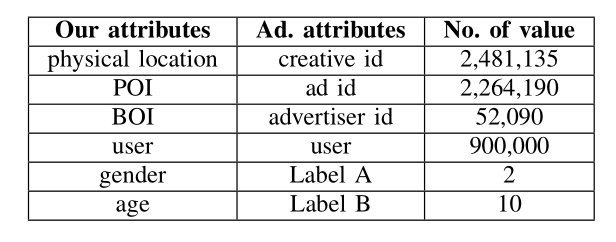 Our attributes Ad. attributes No. of value
physical location creative id 2,481,135
POI ad id 2,264,190
BOI advertiser id 52,090
user user 900,000
gender Label A 2
age Label B 10